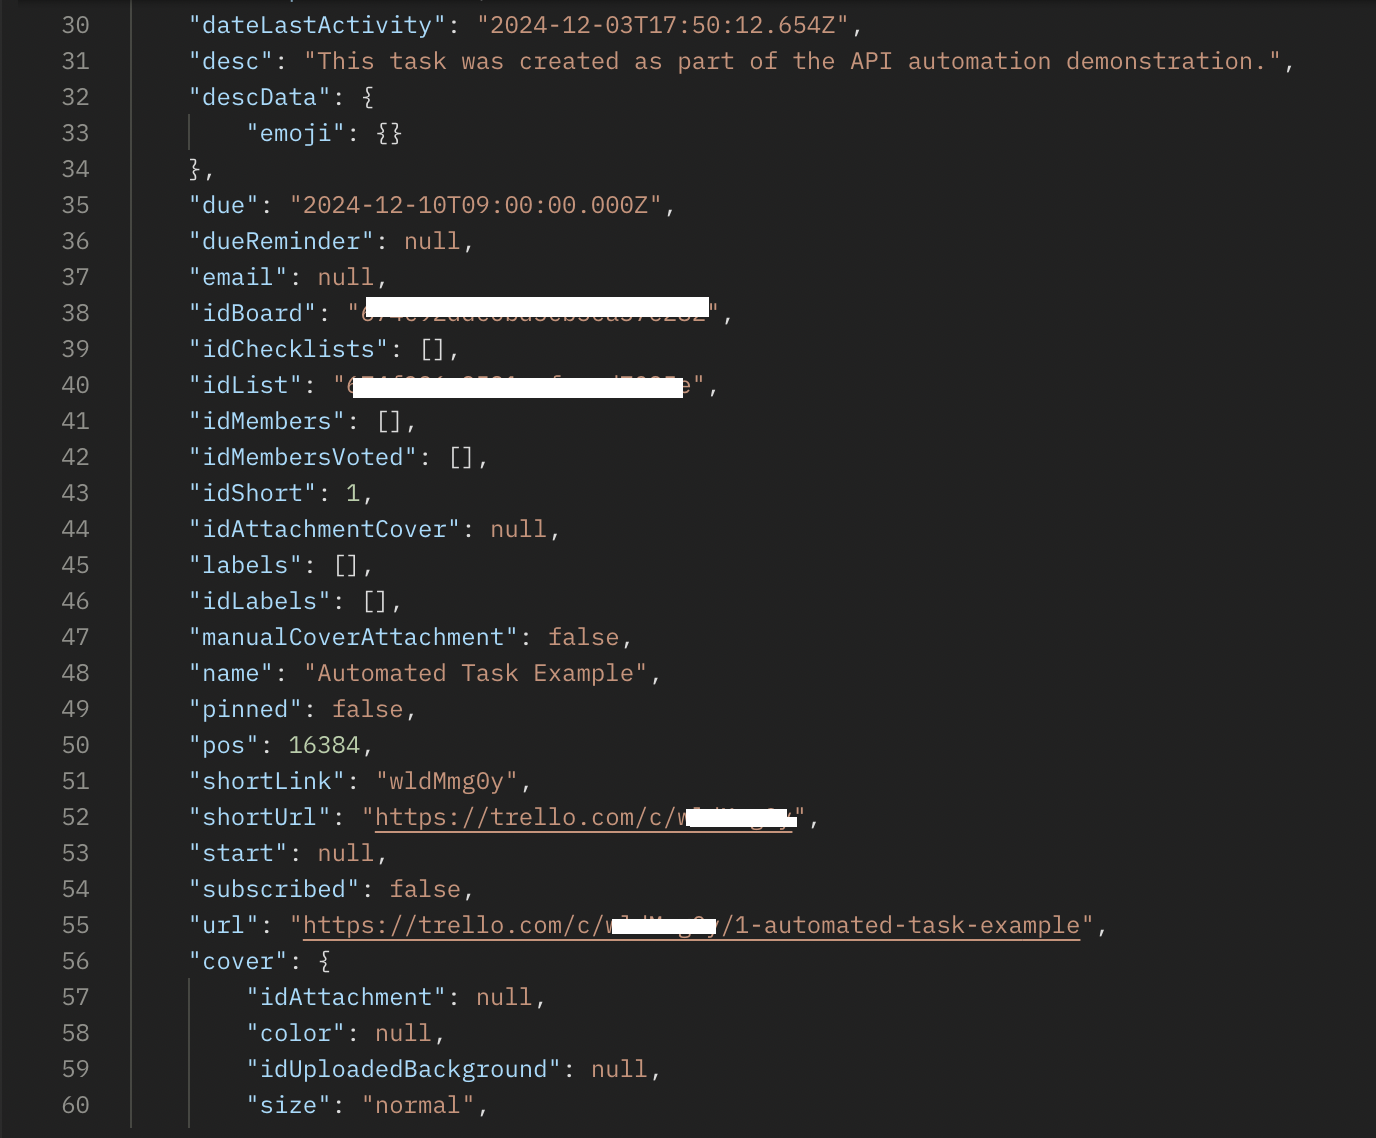 30 "dateLastActivity": "2024-12-03T17:50:12.654Z",
31 "desc": "This task was created as part of the API automation demonstration.",
32 "descData": {
33 "emoji": {}
34 },
35 "due": "2024-12-10T09:00:00.000Z",
36 "dueReminder": null,
37 "email": null,
38 "idBoard": "",
39 "idChecklists": [],
40 "idList": "",
41 "idMembers": [],
42 "idMembersVoted": [],
43 "idShort": 1,
44 "idAttachmentCover": null,
45 "labels": [],
46 "idLabels": [],
47 "manualCoverAttachment": false,
48 "name": "Automated Task Example",
49 "pinned": false,
50 "pos": 16384,
51 "shortLink": "wldMmg0y",
52 "shortUrl": "https://trello.com/c/",
53 "start": null,
54 "subscribed": false,
55 "url": "https://trello.com/c/ /1-automated-task-example",
56 "cover": {
57 "idAttachment": null,
58 "color": null,
59 "idUploadedBackground": null,
60 "size": "normal",